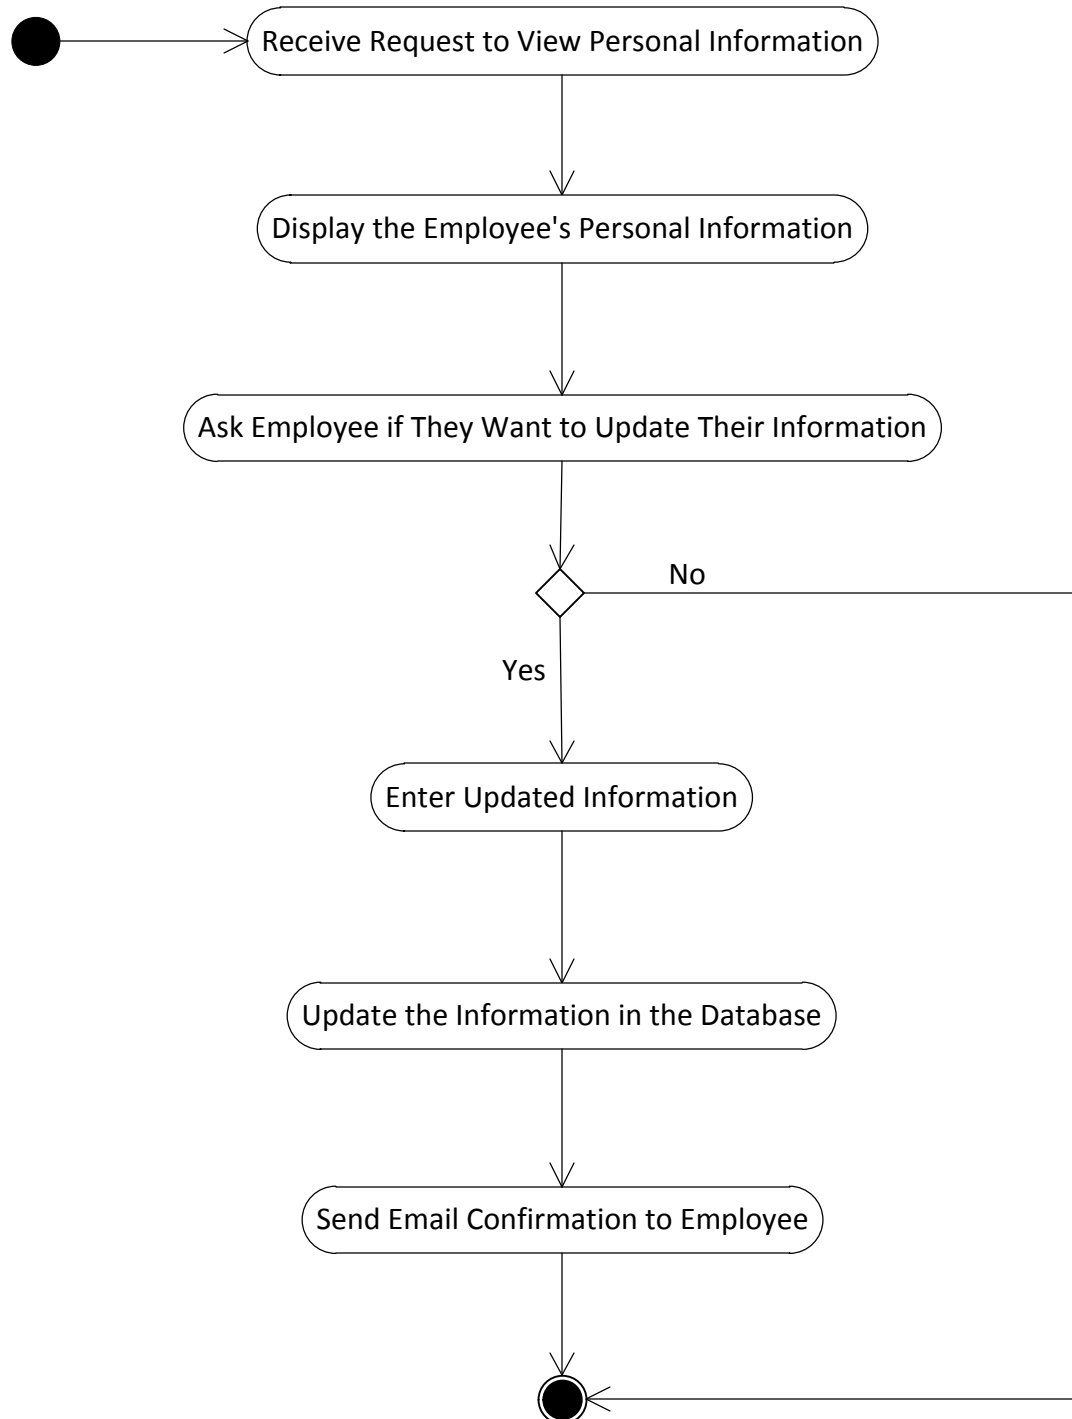 Receive Request to View Personal Information
Display the Employee's Personal Information
Ask Employee if They Want to Update Their Information
No
Yes
Enter Updated Information
Update the Information in the Database
Send Email Confirmation to Employee